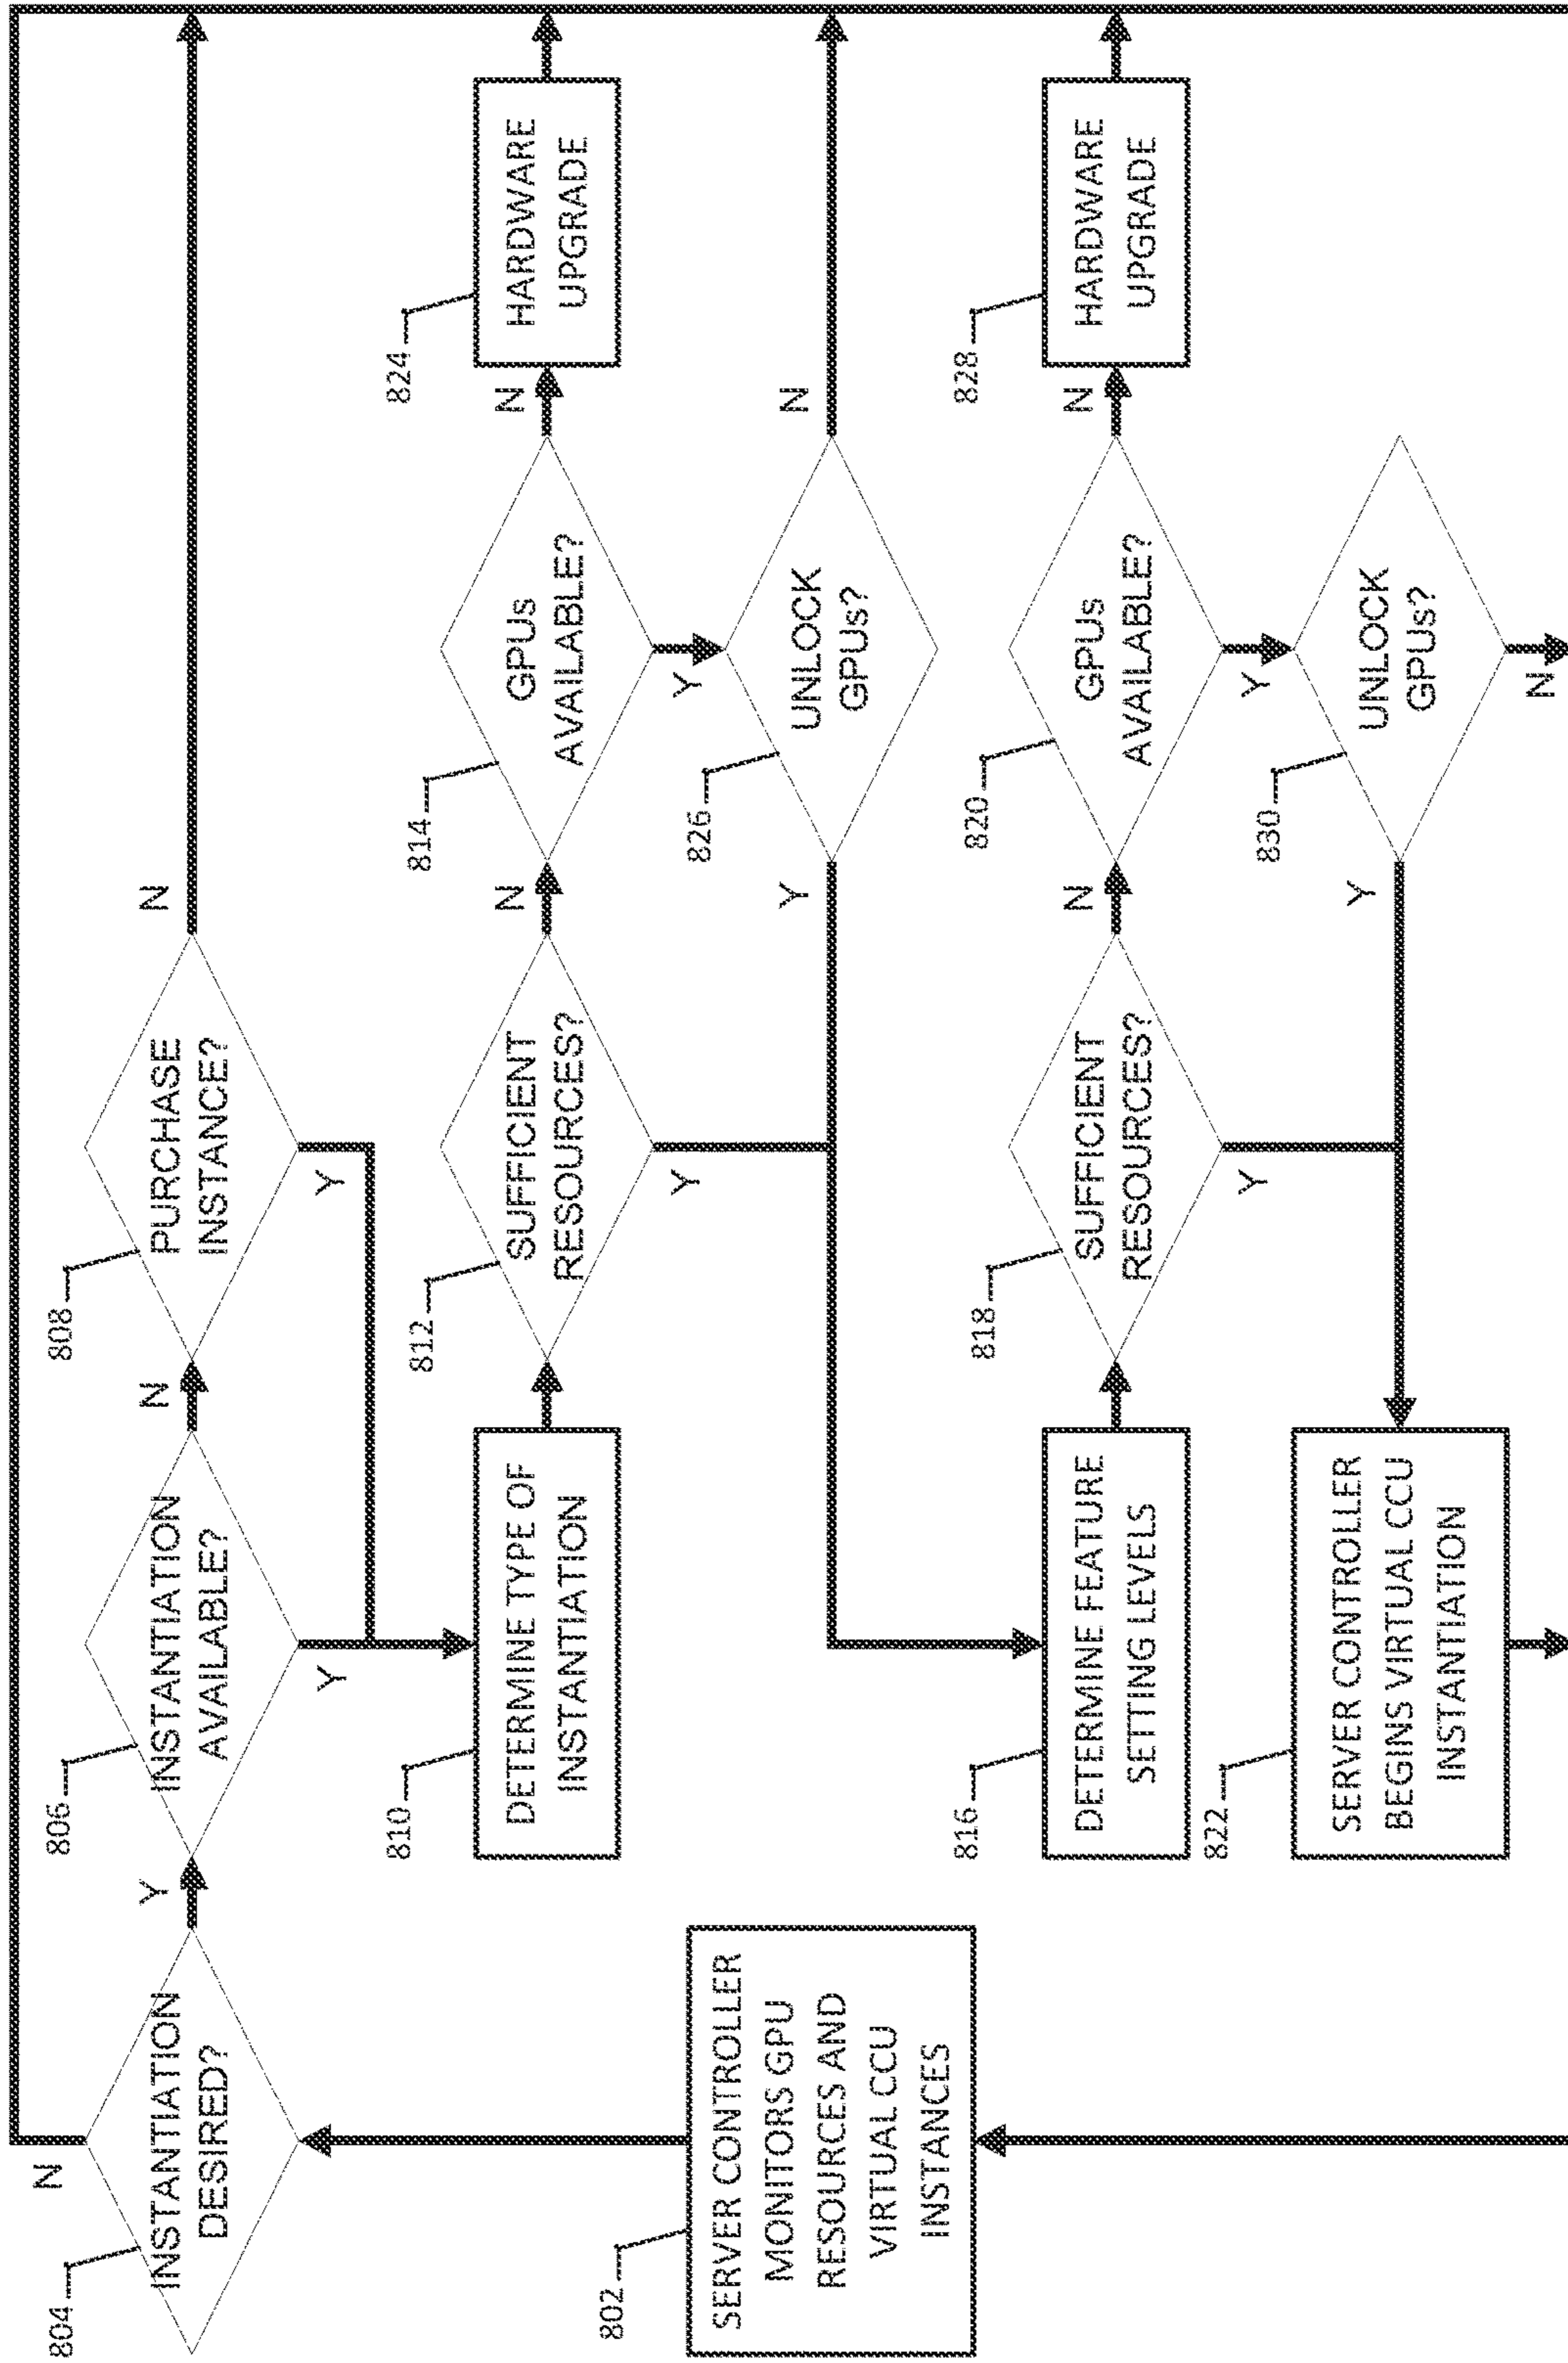 804
INSTANTIATION
DESIRED?
N
Y
806
INSTANTIATION
AVAILABLE?
N
Y
808
PURCHASE
INSTANCE?
N
Y
802
SERVER CONTROLLER
MONITORS GPU
RESOURCES AND
VIRTUAL CCU
INSTANCES
810
DETERMINE TYPE OF
INSTANTIATION
812
SUFFICIENT
RESOURCES?
N
Y
814
GPUs
AVAILABLE?
N
Y
824
HARDWARE
UPGRADE
826
UNLOCK
GPUs?
Y
N
816
DETERMINE FEATURE
SETTING LEVELS
818
SUFFICIENT
RESOURCES?
N
Y
820
GPUs
AVAILABLE?
N
Y
828
HARDWARE
UPGRADE
822
SERVER CONTROLLER
BEGINS VIRTUAL CCU
INSTANTIATION
830
UNLOCK
GPUs?
Y
N